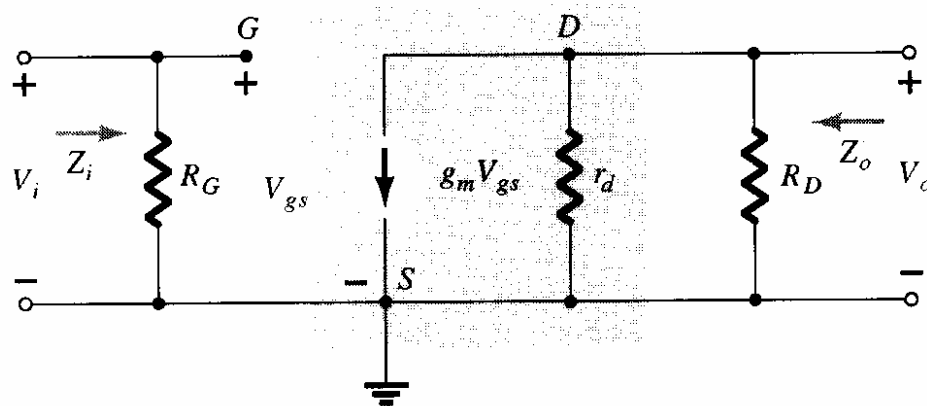 G
D
+
+
+
Z_i
Z_o
V_i
R_G
V_gs
g_m V_gs
r_d
R_D
V_o
−
−
S
−